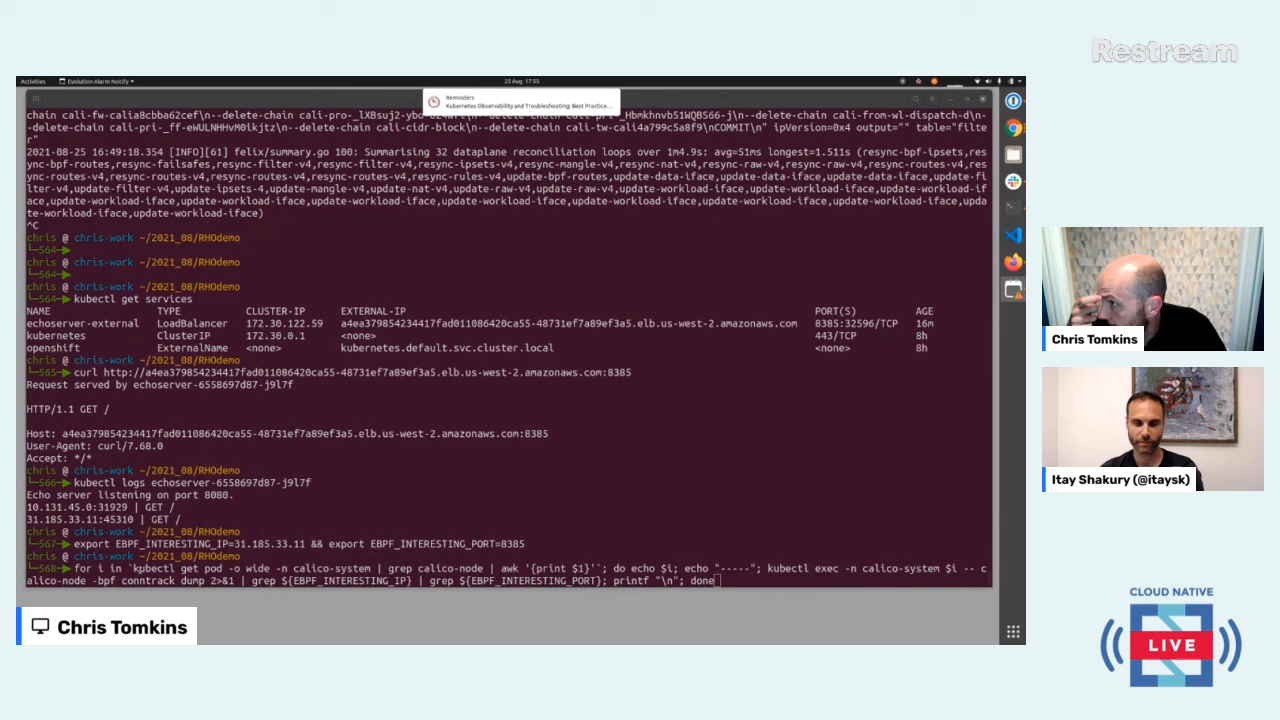 Restream
Activities
Evolution Alarm Notify
25 Aug 17:55
Reminders
Kubernetes Observability and Troubleshooting: Best Practice...
chain cali-fw-calia8cbba62cef\n--delete-chain cali-pro-_lXBsuj2-ybo
HbmkhnvbS1WQBS66-j\n--delete-chain cali-from-wl-dispatch-d\n-
-delete-chain cali-pri-_ff-eWULNHHvM0ikjtz\n--delete-chain cali-cidr-block\n--delete-chain cali-tw-cali4a799c5a8f9\nCOMMIT\n" ipVersion=0x4 output="" table="filte
r"
2021-08-25 16:49:18.354 [INFO][61] felix/summary.go 100: Summarising 32 dataplane reconciliation loops over 1m4.9s: avg=51ms longest=1.511s (resync-bpf-ipsets,res
ync-bpf-routes,resync-failsafes,resync-filter-v4,resync-filter-v4,resync-ipsets-v4,resync-mangle-v4,resync-nat-v4,resync-raw-v4,resync-raw-v4,resync-routes-v4,res
ync-routes-v4,resync-routes-v4,resync-routes-v4,resync-rules-v4,update-bpf-routes,update-data-iface,update-data-iface,update-data-iface,update-fi
lter-v4,update-filter-v4,update-ipsets-4,update-mangle-v4,update-nat-v4,update-raw-v4,update-raw-v4,update-workload-iface,update-workload-iface,update-workload-if
ace,update-workload-iface,update-workload-iface,update-workload-iface,update-workload-iface,update-workload-iface,update-workload-iface,update-workload-iface,upda
te-workload-iface,update-workload-iface)
^C
chris @ chris-work ~/2021_08/RHOdemo
564
chris @ chris-work ~/2021_08/RHOdemo
564
chris @ chris-work ~/2021_08/RHOdemo
564 kubectl get services
NAME TYPE CLUSTER-IP EXTERNAL-IP PORT(S) AGE
echoserver-external LoadBalancer 172.30.122.59 a4ea379854234417fad011086420ca55-48731ef7a89ef3a5.elb.us-west-2.amazonaws.com 8385:32596/TCP 16m
kubernetes ClusterIP 172.30.0.1 <none> 443/TCP 8h
openshift ExternalName <none> kubernetes.default.svc.cluster.local <none> 8h
chris @ chris-work ~/2021_08/RHOdemo
565 curl http://a4ea379854234417fad011086420ca55-48731ef7a89ef3a5.elb.us-west-2.amazonaws.com:8385
Request served by echoserver-6558697d87-j9l7f
HTTP/1.1 GET /
Host: a4ea379854234417fad011086420ca55-48731ef7a89ef3a5.elb.us-west-2.amazonaws.com:8385
User-Agent: curl/7.68.0
Accept: */*
chris @ chris-work ~/2021_08/RHOdemo
566 kubectl logs echoserver-6558697d87-j9l7f
Echo server listening on port 8080.
10.131.45.0:31929 | GET /
31.185.33.11:45310 | GET /
chris @ chris-work ~/2021_08/RHOdemo
567 export EBPF_INTERESTING_IP=31.185.33.11 && export EBPF_INTERESTING_PORT=8385
chris @ chris-work ~/2021_08/RHOdemo
568 for i in `kubectl get pod -o wide -n calico-system | grep calico-node | awk '{print $1}'`; do echo $i; echo "-----"; kubectl exec -n calico-system $i -- c
alico-node -bpf conntrack dump 2>&1 | grep ${EBPF_INTERESTING_IP} | grep ${EBPF_INTERESTING_PORT}; printf "\n"; done
Chris Tomkins
Itay Shakury (@itaysk)
Chris Tomkins
CLOUD NATIVE
LIVE